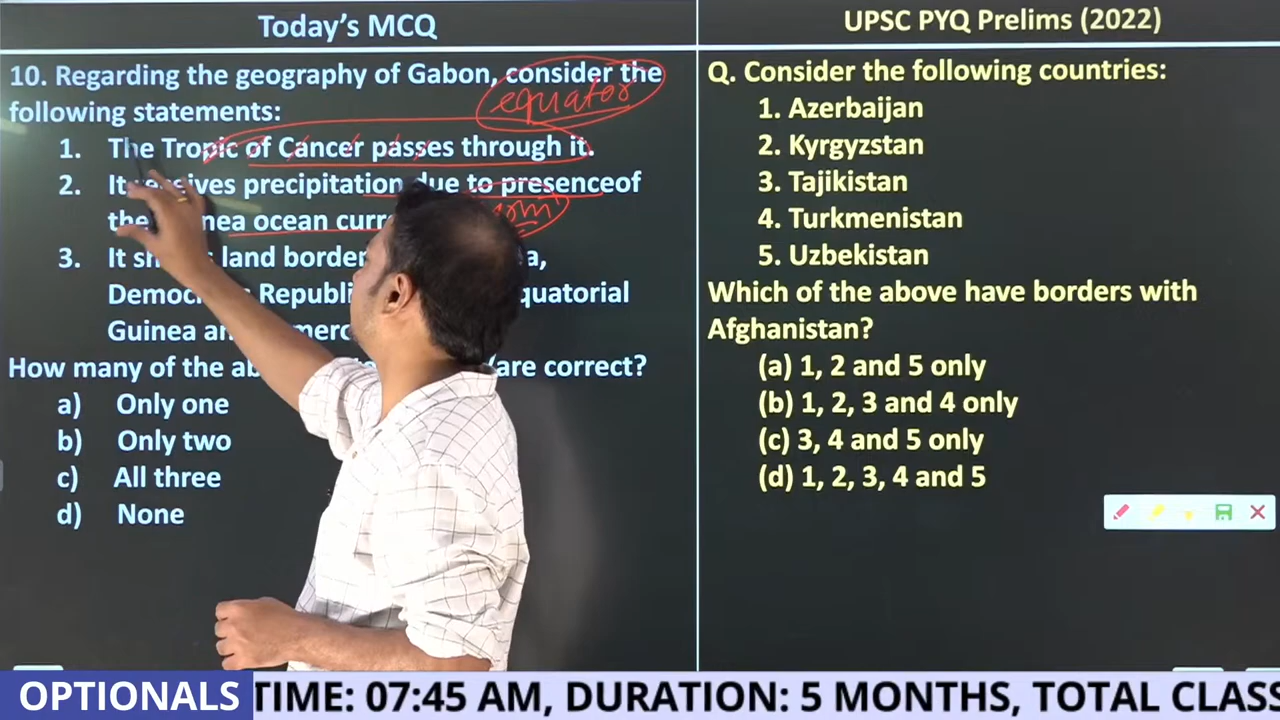 Today's MCQ
10. Regarding the geography of Gabon, consider the
following statements:
equator
1. The Tropic of Cancer passes through it.
2. It receives precipitation due to presenceof
the ocean
3. It land
Equatorial
Guinea
How many of the are correct?
a) Only one
b) Only two
c) All three
d) None
UPSC PYQ Prelims (2022)
Q. Consider the following countries:
1. Azerbaijan
2. Kyrgyzstan
3. Tajikistan
4. Turkmenistan
5. Uzbekistan
Which of the above have borders with
Afghanistan?
(a) 1, 2 and 5 only
(b) 1, 2, 3 and 4 only
(c) 3, 4 and 5 only
(d) 1, 2, 3, 4 and 5
OPTIONALS TIME: 07:45 AM, DURATION: 5 MONTHS, TOTAL CLASS